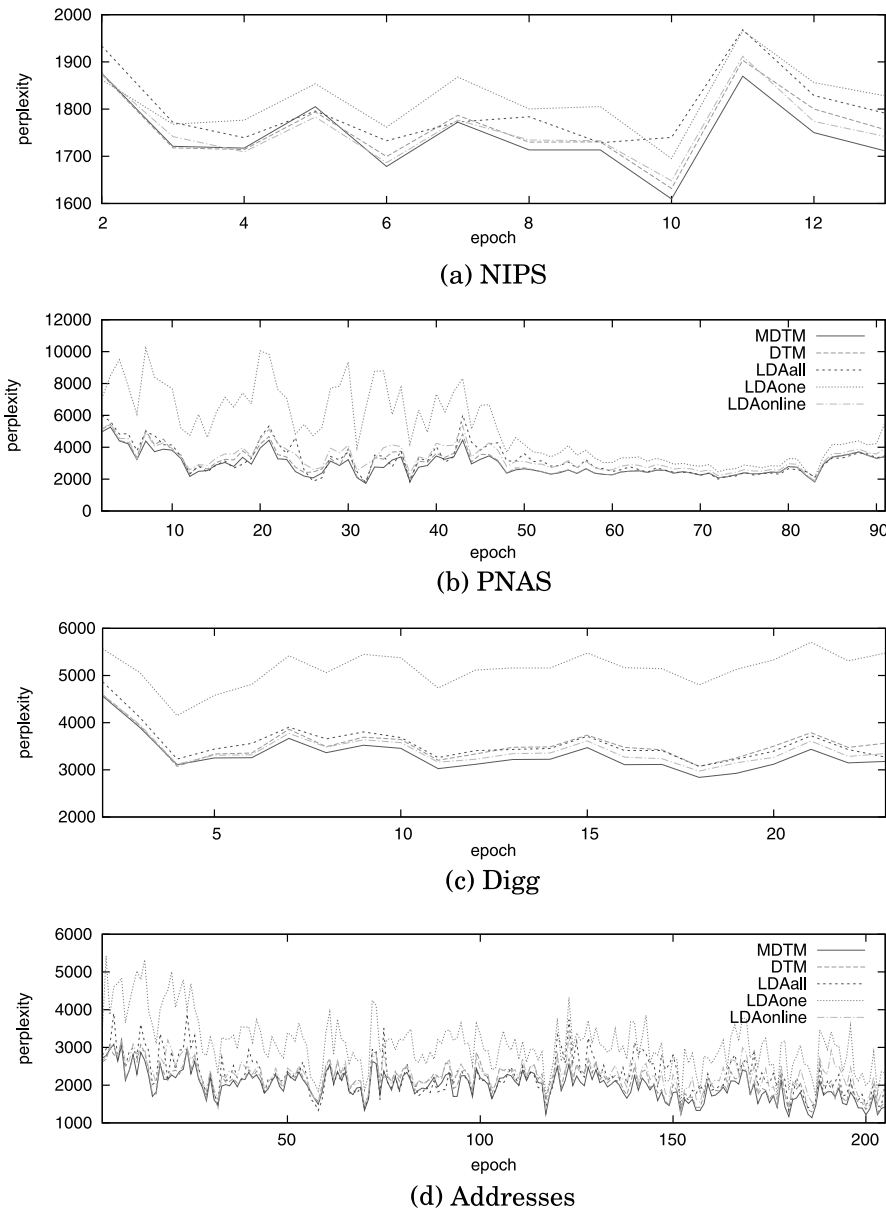 2000
1900
1800
1700
1600
perplexity
2 4 6 8 10 12
epoch
(a) NIPS
12000
10000
8000
6000
4000
2000
0
perplexity
MDTM
DTM
LDAall
LDAone
LDAonline
10 20 30 40 50 60 70 80 90
epoch
(b) PNAS
6000
5000
4000
3000
2000
perplexity
5 10 15 20
epoch
(c) Digg
6000
5000
4000
3000
2000
1000
perplexity
MDTM
DTM
LDAall
LDAone
LDAonline
50 100 150 200
epoch
(d) Addresses